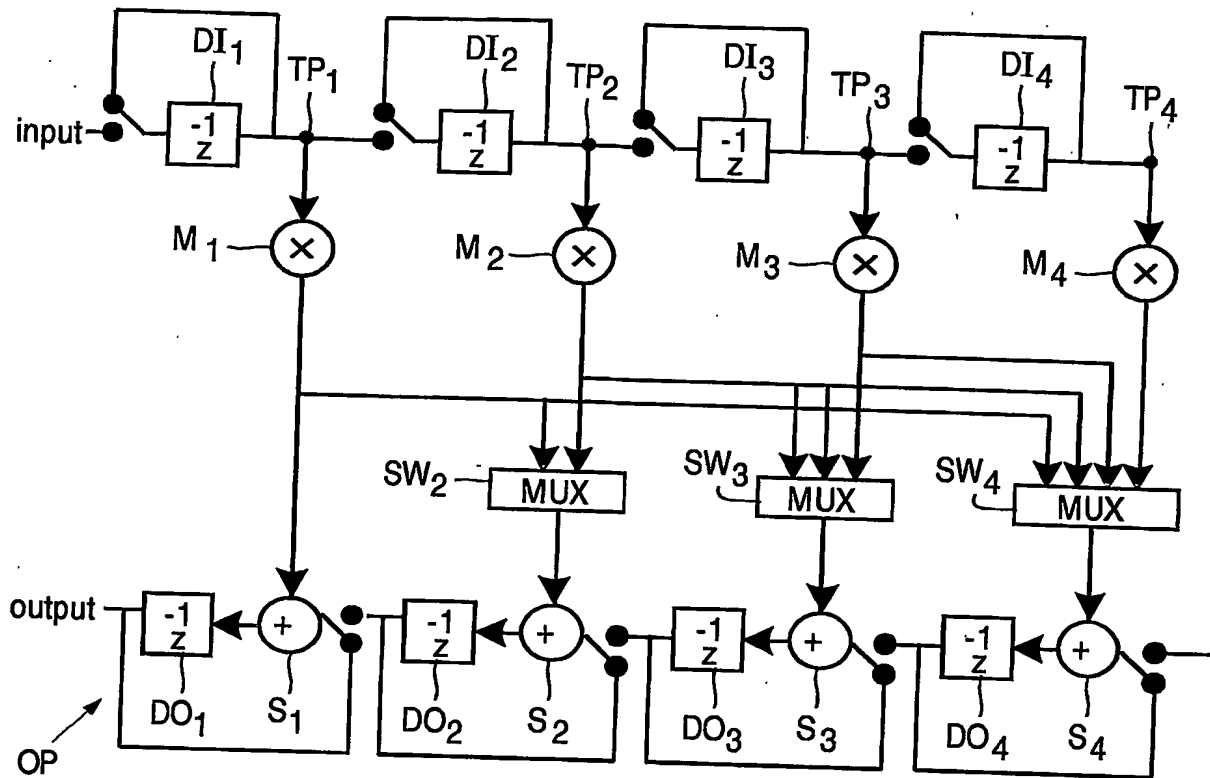 DI1
TP1
DI2
TP2
DI3
TP3
DI4
TP4
input
-1
z
-1
z
-1
z
-1
z
M1
×
M2
×
M3
×
M4
×
SW2
MUX
SW3
MUX
SW4
MUX
output
-1
z
+
-1
z
+
-1
z
+
-1
z
+
DO1
S1
DO2
S2
DO3
S3
DO4
S4
OP